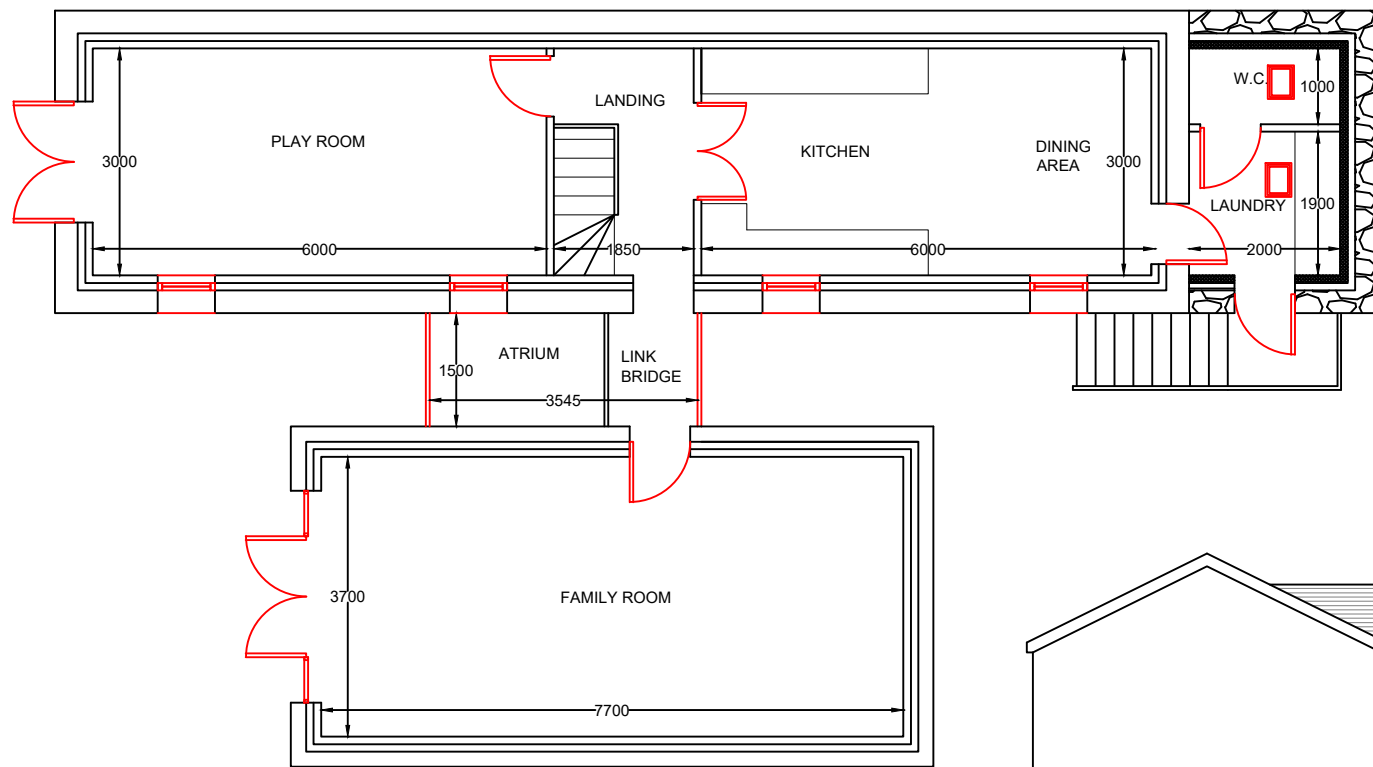 W.C.
1000
LANDING
PLAY ROOM
KITCHEN
DINING
AREA
3000
3000
LAUNDRY
1900
6000
1850
6000
2000
ATRIUM
LINK
BRIDGE
1500
3545
3700
FAMILY ROOM
7700